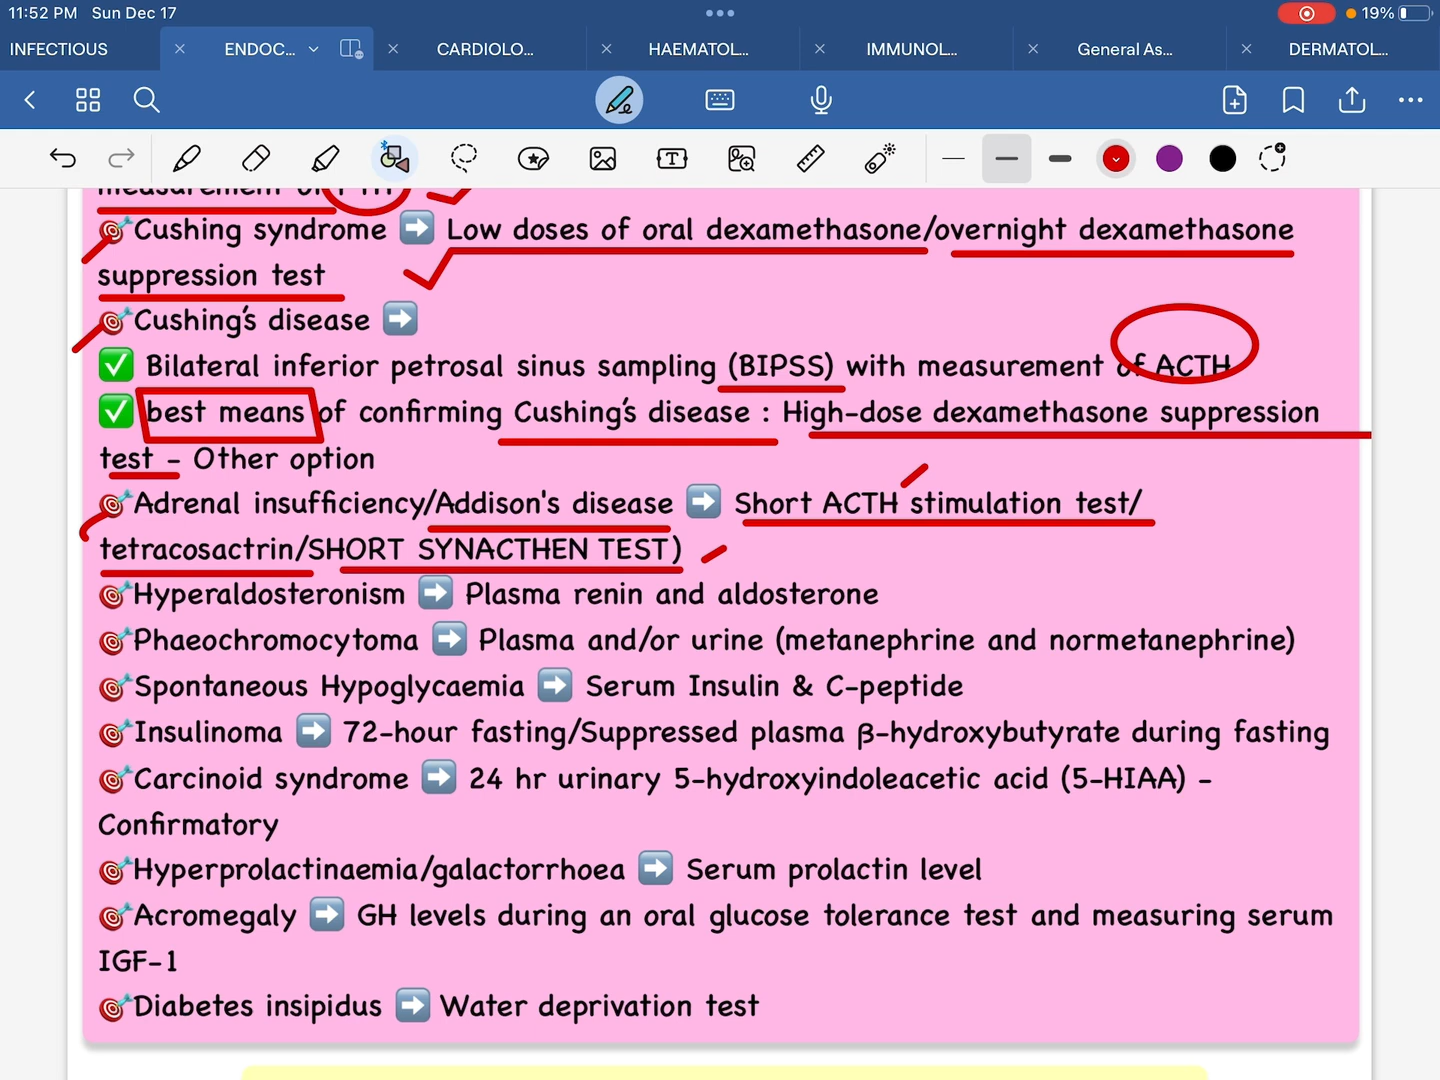 11:52 PM Sun Dec 17
19%
INFECTIOUS
ENDOC...
CARDIOLO...
HAEMATOL...
IMMUNOL...
General As...
DERMATOL...
measurement of PTH
Cushing syndrome ➡️ Low doses of oral dexamethasone/overnight dexamethasone
suppression test
Cushing's disease ➡️
✅ Bilateral inferior petrosal sinus sampling (BIPSS) with measurement of ACTH
✅ best means of confirming Cushing's disease : High-dose dexamethasone suppression
test - Other option
🎯Adrenal insufficiency/Addison's disease ➡️ Short ACTH stimulation test/
tetracosactrin/SHORT SYNACTHEN TEST)
🎯Hyperaldosteronism ➡️ Plasma renin and aldosterone
🎯Phaeochromocytoma ➡️ Plasma and/or urine (metanephrine and normetanephrine)
🎯Spontaneous Hypoglycaemia ➡️ Serum Insulin & C-peptide
🎯Insulinoma ➡️ 72-hour fasting/Suppressed plasma β-hydroxybutyrate during fasting
🎯Carcinoid syndrome ➡️ 24 hr urinary 5-hydroxyindoleacetic acid (5-HIAA) -
Confirmatory
🎯Hyperprolactinaemia/galactorrhoea ➡️ Serum prolactin level
🎯Acromegaly ➡️ GH levels during an oral glucose tolerance test and measuring serum
IGF-1
🎯Diabetes insipidus ➡️ Water deprivation test